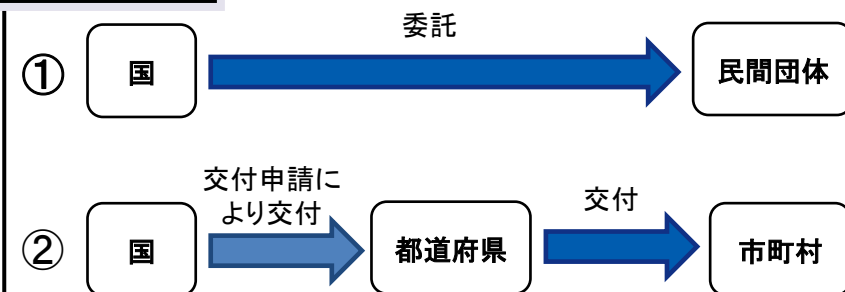 委託
① 国 民間団体
交付申請に
より交付
交付
② 国 都道府県 市町村